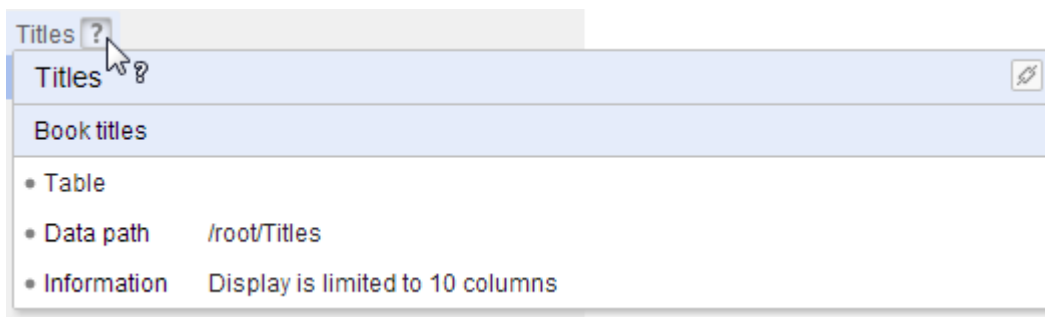 Titles ?
Titles
Book titles
Table
Data path /root/Titles
Information Display is limited to 10 columns